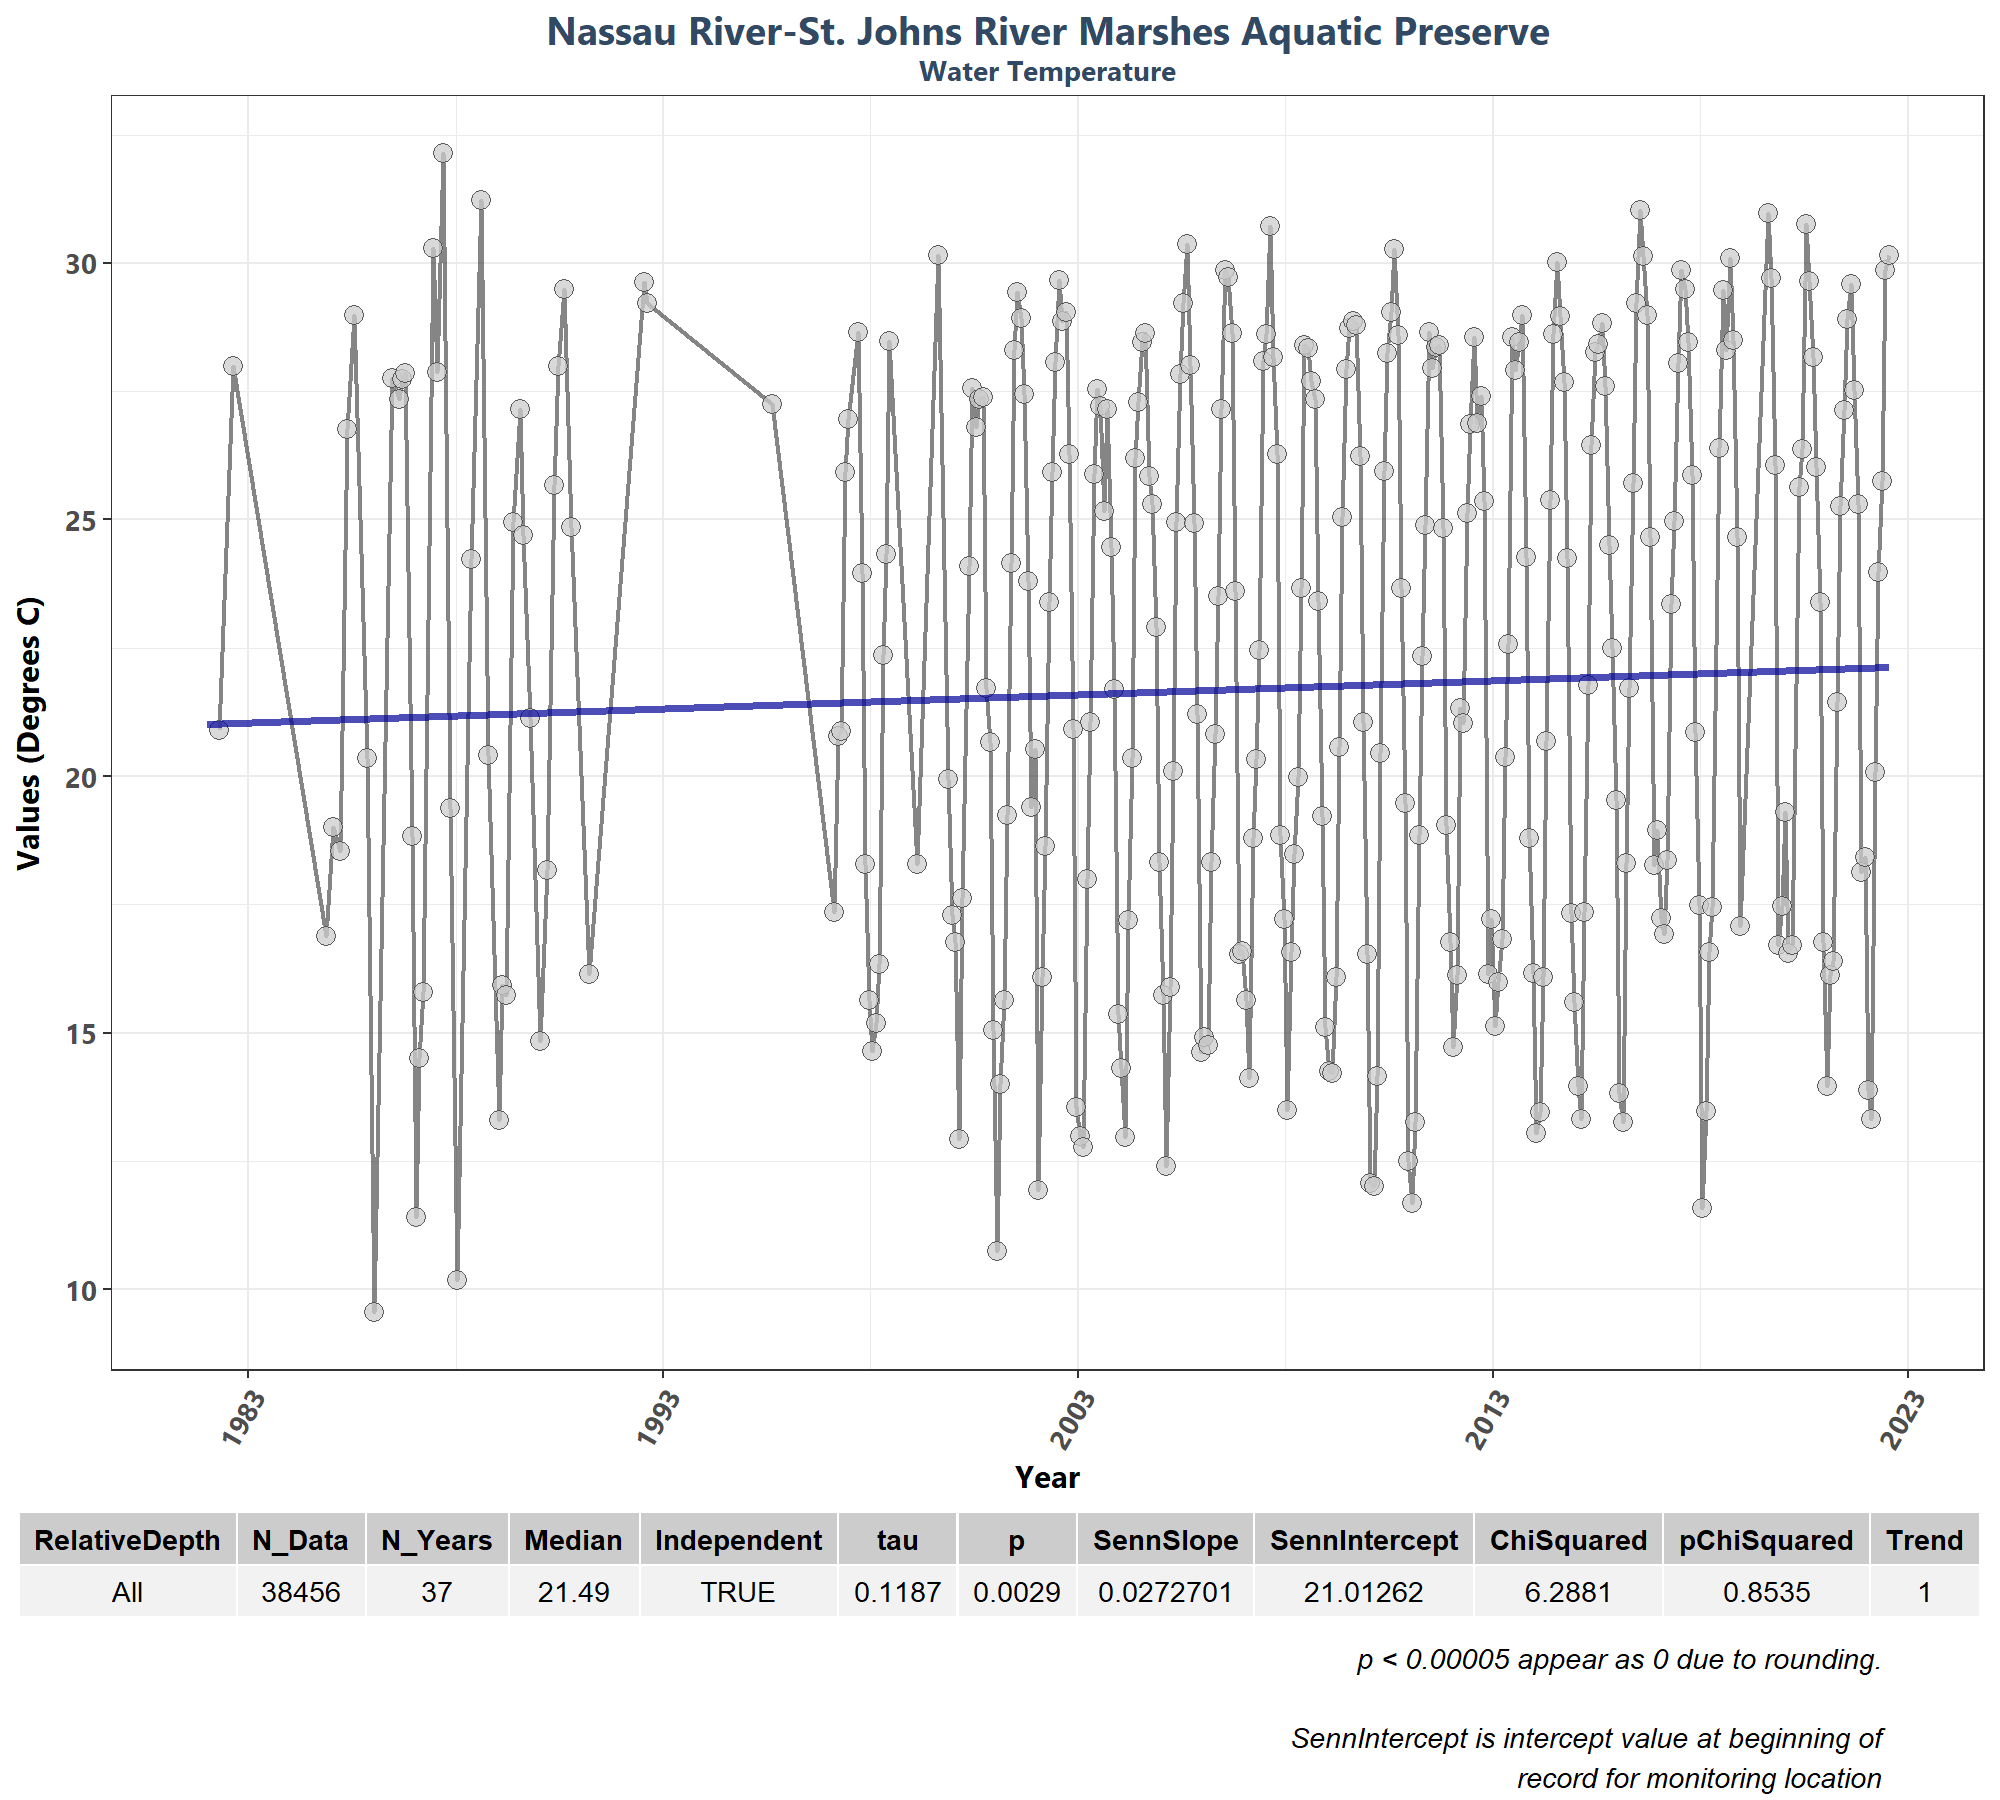 Nassau River-St. Johns River Marshes Aquatic Preserve
Water Temperature
Values (Degrees C)
30
25
20
15
10
1983
1993
2003
2013
2023
Year
RelativeDepth N_Data N_Years Median Independent tau p SennSlope SennIntercept ChiSquared pChiSquared Trend
All 38456 37 21.49 TRUE 0.1187 0.0029 0.0272701 21.01262 6.2881 0.8535 1
p < 0.00005 appear as 0 due to rounding.
SennIntercept is intercept value at beginning of
record for monitoring location